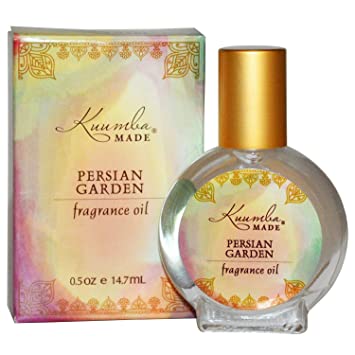 Kuumba®
MADE
PERSIAN
GARDEN
fragrance oil
0.5oz e 14.7mL
Kuumba®
MADE
PERSIAN
GARDEN
fragrance oil